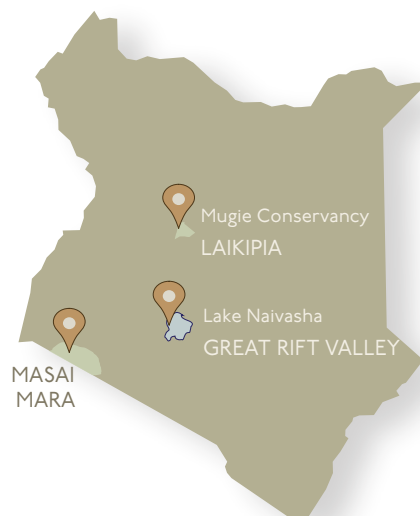 Mugie Conservancy
LAIKIPIA
Lake Naivasha
GREAT RIFT VALLEY
MASAI
MARA